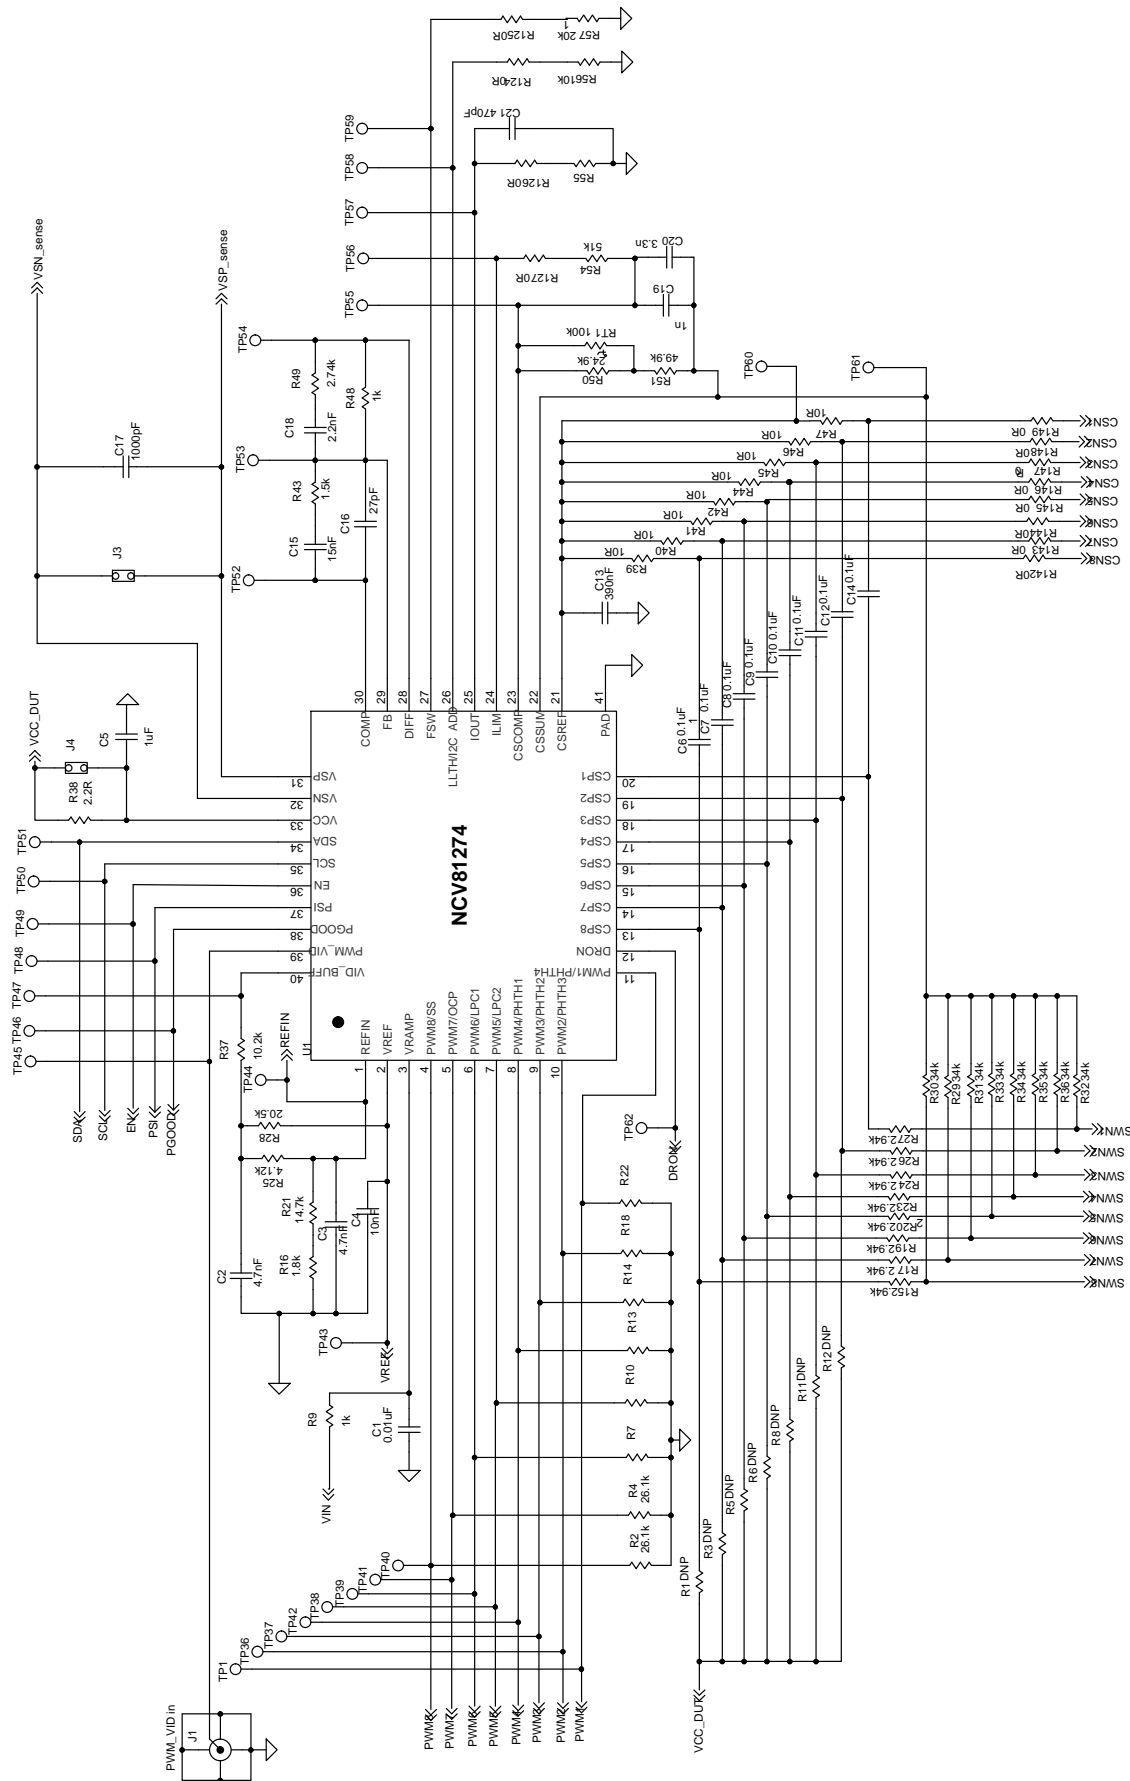 R125 0R
R57 20k
1
R124 0R
R56 10k
C21 470pF
R126 0R
R55
TP59
TP58
TP57
TP56
TP55
R127 0R
51k
R54
C20 3.3n
C19
1n
RT1 100k
t°
24.9k
R50
49.9k
R51
TP60
TP61
VSN_sense
VSP_sense
C17
1000pF
J3
TP54
R49
2.74k
C18
2.2nF
R48
1k
TP53
R43
1.5k
C16
27pF
C15
15nF
TP52
VCC_DUT
J4
R38
2.2R
C5
1uF
TP51
TP50
TP49
TP48
TP47
TP46
TP45
SDA
SCL
EN
PSI
PGOOD
R37
10.2k
TP44
REFIN
R28
20.5k
R25
4.12k
R21
14.7k
R16
1.8k
C3
4.7nF
C4
10nF
C2
4.7nF
TP43
VREF
R9
1k
C1
0.01uF
VIN
U1
NCV81274
30
COMP
29
FB
28
DIFF
27
FSW
26
LLTH/I2C_ADD
25
IOUT
24
ILIM
23
CSCOMP
22
CSSUM
21
CSREF
41
PAD
31
VSP
32
VSN
33
VCC
34
SDA
35
SCL
36
EN
37
PSI
38
PGOOD
39
PWM_VID
40
VID_BUFF
20
CSP1
19
CSP2
18
CSP3
17
CSP4
16
CSP5
15
CSP6
14
CSP7
13
CSP8
12
DRON
11
PWM1/PHTH4
REFIN
1
VREF
2
VRAMP
3
PWM8/SS
4
PWM7/OCP
5
PWM6/LPC1
6
PWM5/LPC2
7
PWM4/PHTH1
8
PWM3/PHTH2
9
PWM2/PHTH3
10
C13
390nF
10R
R47
10R
R46
10R
R45
10R
R44
10R
R42
10R
R41
10R
R40
10R
R39
CSN1
R149
0R
CSN2
R148 0R
CSN3
R147
CSN4
R146
0R
CSN5
R145
0R
CSN6
R144 0R
CSN7
R143
0R
CSN8
R142 0R
C14 0.1uF
C12 0.1uF
C11 0.1uF
C10 0.1uF
C9 0.1uF
C8 0.1uF
C7 0.1uF
1
C6 0.1uF
TP62
DRON
R22
R18
R14
R13
R10
R7
R4
26.1k
R2
26.1k
R30 34k
R29 34k
R31 34k
R33 34k
R34 34k
R35 34k
R36 34k
R32 34k
R27 2.94k
SWN1
R26 2.94k
SWN2
R24 2.94k
SWN3
R23 2.94k
SWN4
R20 2.94k
2
SWN5
R19 2.94k
SWN6
R17 2.94k
SWN7
R15 2.94k
SWN8
R12 DNP
R11 DNP
R8 DNP
R6 DNP
R5 DNP
R3 DNP
R1 DNP
VCC_DUT
TP40
TP41
TP39
TP38
TP42
TP37
TP36
TP1
PWM8
PWM7
PWM6
PWM5
PWM4
PWM3
PWM2
PWM1
PWM_VID in
J1